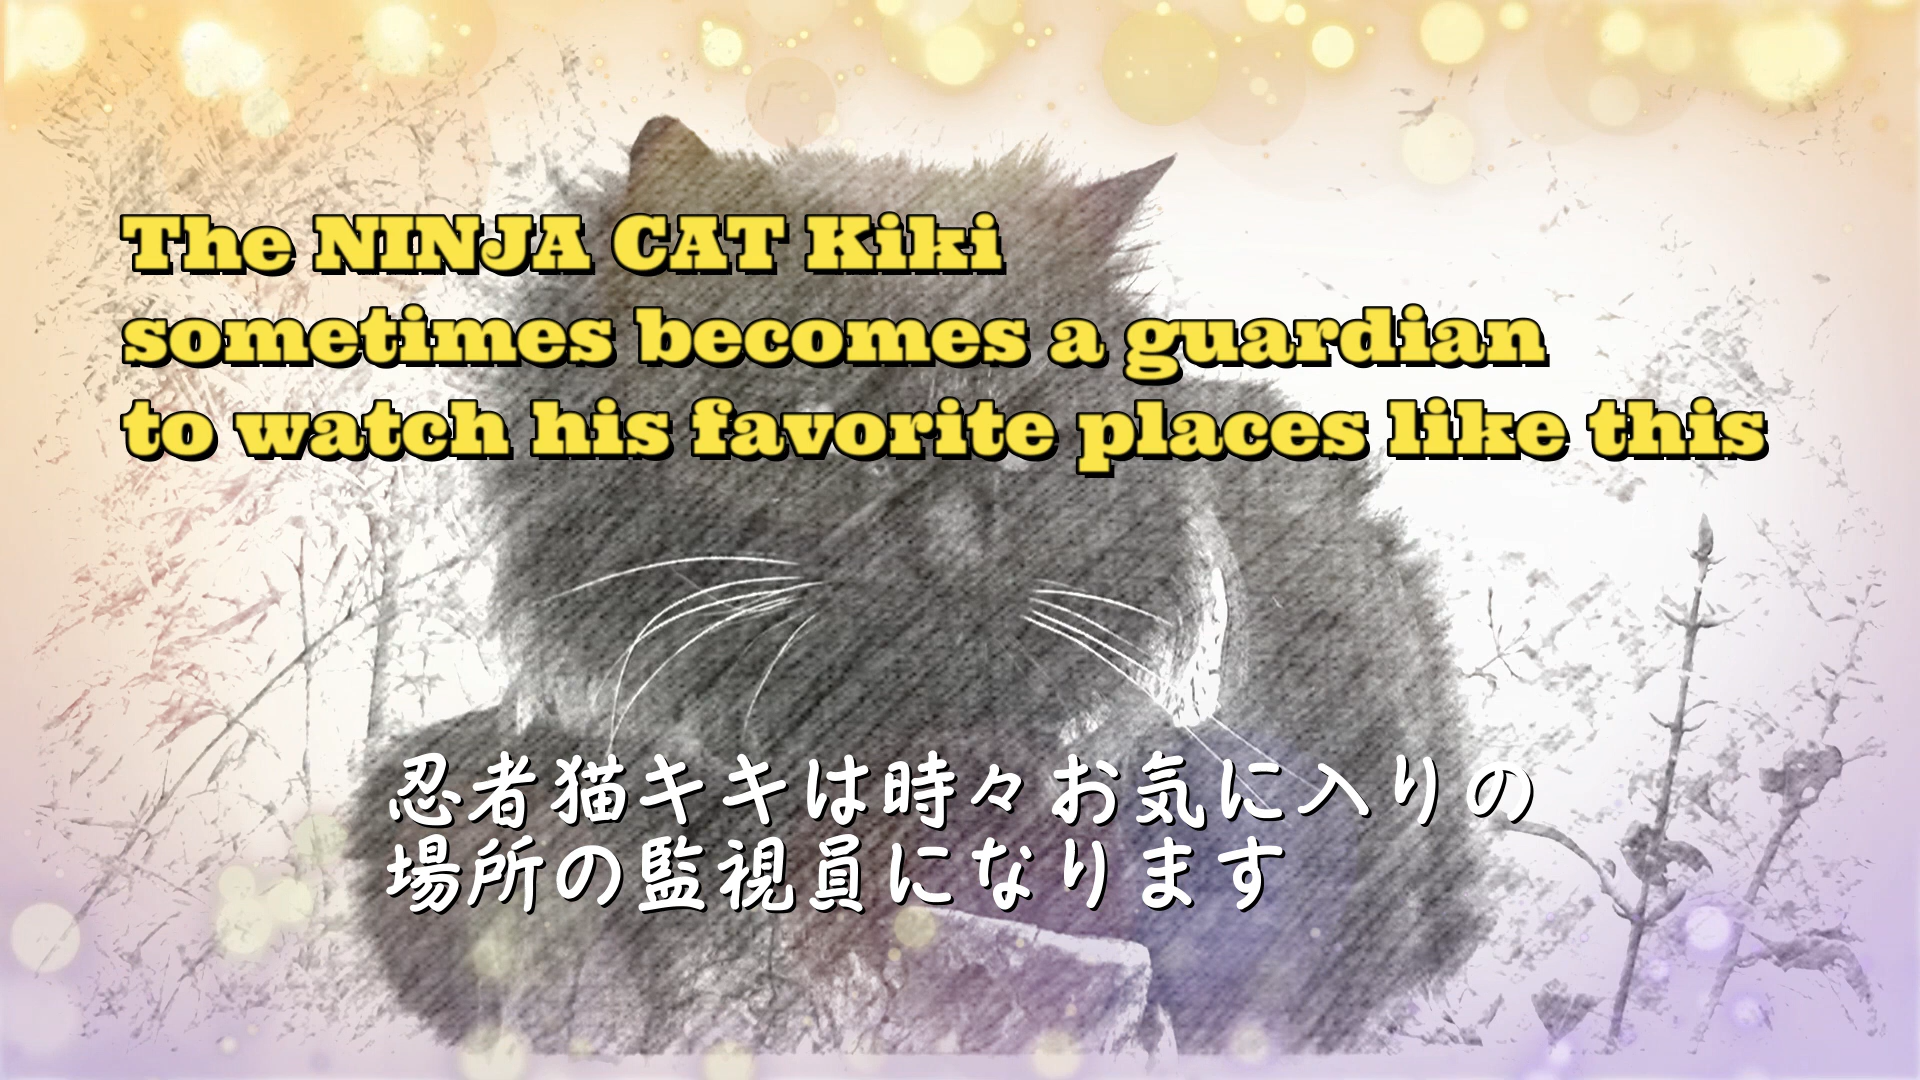 The NINJA CAT Kiki
sometimes becomes a guardian
to watch his favorite places like this
忍者猫キキは時々お気に入りの
場所の監視員になります